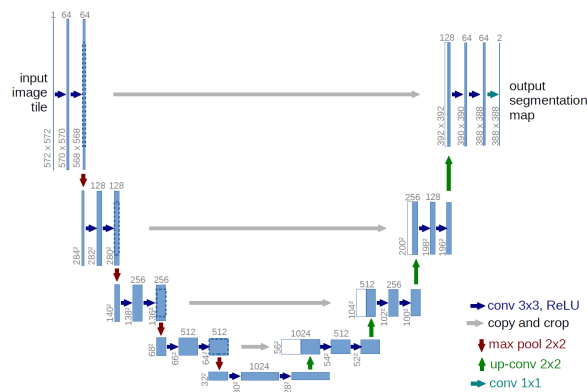 1 64 64
128 64 64 2
input
image
tile
output
segmentation
map
572 x 572
570 x 570
568 x 568
392 x 392
390 x 390
388 x 388
388 x 388
128 128
256 128
284²
282²
280²
200²
198²
196²
256 256
512 256
140²
138²
136²
104²
102²
100²
512 512
1024 512
68²
66²
64²
56²
54²
52²
1024
32²
28²
conv 3x3, ReLU
copy and crop
max pool 2x2
up-conv 2x2
conv 1x1